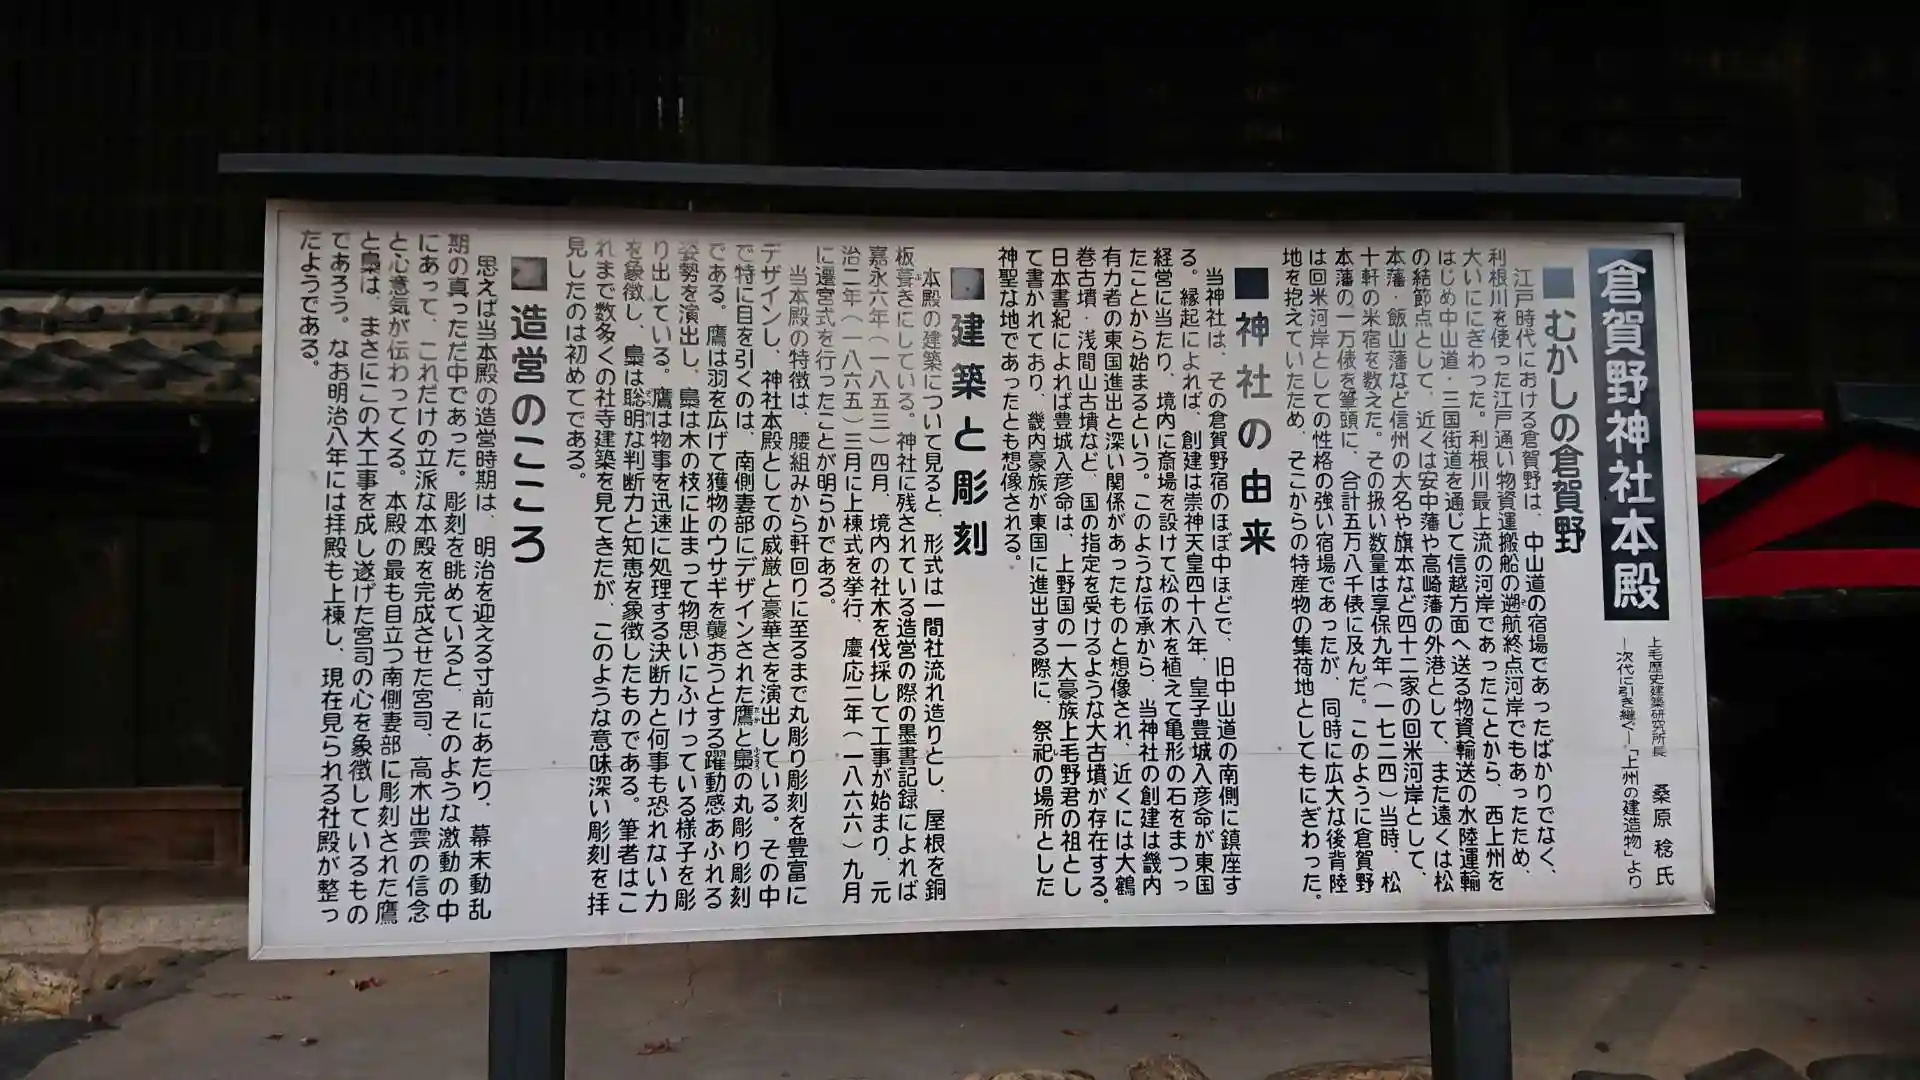 倉賀野神社本殿
上毛歴史建築研究所長 桑原 稔 氏
―次代に引き継ぐ―「上州の建造物」より
■むかしの倉賀野
江戸時代における倉賀野は、中山道の宿場であったばかりでなく、
利根川を使った江戸通い物資運搬船の遡航終点河岸でもあったため、
大いににぎわった。利根川最上流の河岸であったことから、西上州を
はじめ中山道・三国街道を通じて信越方面へ送る物資輸送の水陸運輸
の結節点として、近くは安中藩や高崎藩の外港として、また遠くは松
本藩・飯山藩など信州の大名や旗本など四十二家の回米河岸として、
十軒の米宿を数えた。その扱い数量は享保九年(一七二四)当時、松
本藩の一万俵を筆頭に、合計五万八千俵に及んだ。このように倉賀野
は回米河岸としての性格の強い宿場であったが、同時に広大な後背陸
地を抱えていたため、そこからの特産物の集荷地としてもにぎわった。
■神社の由来
当神社は、その倉賀野宿のほぼ中ほどで、旧中山道の南側に鎮座す
る。縁起によれば、創建は崇神天皇四十八年、皇子豊城入彦命が東国
経営に当たり、境内に斎場を設けて松の木を植えて亀形の石をまつっ
たことから始まるという。このような伝承から、当神社の創建は畿内
有力者の東国進出と深い関係があったものと想像され、近くには大鶴
巻古墳・浅間山古墳など、国の指定を受けるような大古墳が存在する。
日本書紀によれば豊城入彦命は、上野国の一大豪族上毛野君の祖とし
て書かれており、畿内豪族が東国に進出する際に、祭祀の場所とした
神聖な地であったとも想像される。
■建築と彫刻
本殿の建築について見ると、形式は一間社流れ造りとし、屋根を銅
板葺きにしている。神社に残されている造営の際の墨書記録によれば
嘉永六年(一八五三)四月、境内の社木を伐採して工事が始まり、元
治二年(一八六五)三月に上棟式を挙行、慶応二年(一八六六)九月
に遷宮式を行ったことが明らかである。
当本殿の特徴は、腰組みから軒回りに至るまで丸彫り彫刻を豊富に
デザインし、神社本殿としての威厳と豪華さを演出している。その中
で特に目を引くのは、南側妻部にデザインされた鷹と梟の丸彫り彫刻
である。鷹は羽を広げて獲物のウサギを襲おうとする躍動感あふれる
姿勢を演出し、梟は木の枝に止まって物思いにふけっている様子を彫
り出している。鷹は物事を迅速に処理する決断力と何事も恐れない力
を象徴し、梟は聡明な判断力と知恵を象徴したものである。筆者はこ
れまで数多くの社寺建築を見てきたが、このような意味深い彫刻を拝
見したのは初めてである。
■造営のこころ
思えば当本殿の造営時期は、明治を迎える寸前にあたり、幕末動乱
期の真っただ中であった。彫刻を眺めていると、そのような激動の中
にあって、これだけの立派な本殿を完成させた宮司、高木出雲の信念
と心意気が伝わってくる。本殿の最も目立つ南側妻部に彫刻された鷹
と梟は、まさにこの大工事を成し遂げた宮司の心を象徴しているもの
であろう。なお明治八年には拝殿も上棟し、現在見られる社殿が整っ
たようである。